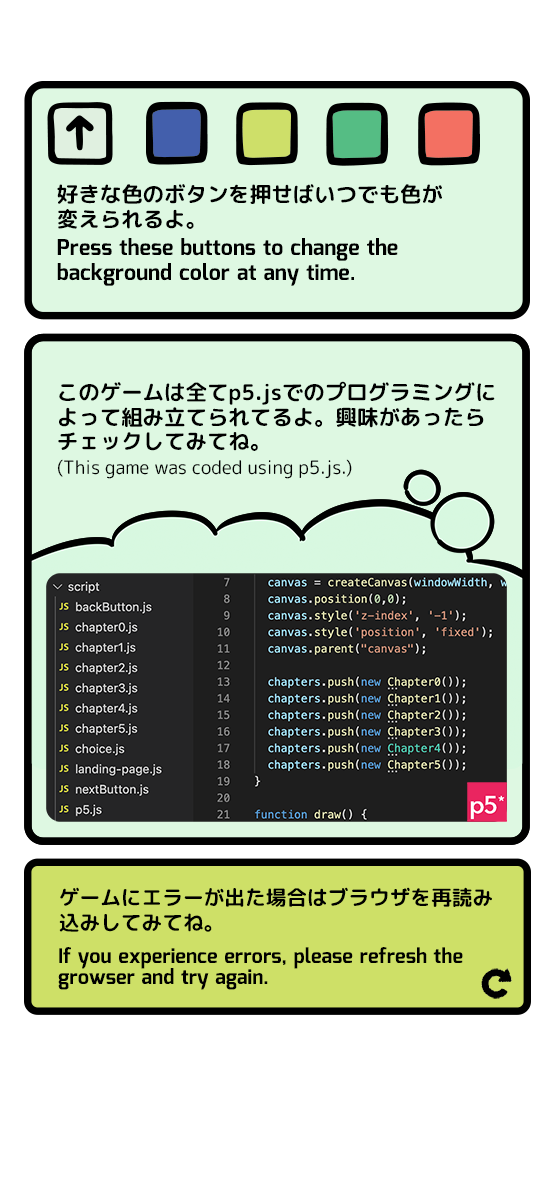 好きな色のボタンを押せばいつでも色が
変えられるよ。
Press these buttons to change the
background color at any time.
このゲームは全てp5.jsでのプログラミングに
よって組み立てられてるよ。興味があったら
チェックしてみてね。
(This game was coded using p5.js.)
script
JS backButton.js
JS chapter0.js
JS chapter1.js
JS chapter2.js
JS chapter3.js
JS chapter4.js
JS chapter5.js
JS choice.js
JS landing-page.js
JS nextButton.js
JS p5.js
7 canvas = createCanvas(windowWidth, w
8 canvas.position(0,0);
9 canvas.style('z-index', '-1');
10 canvas.style('position', 'fixed');
11 canvas.parent("canvas");
12
13 chapters.push(new Chapter0());
14 chapters.push(new Chapter1());
15 chapters.push(new Chapter2());
16 chapters.push(new Chapter3());
17 chapters.push(new Chapter4());
18 chapters.push(new Chapter5());
19 }
20
21 function draw() {
p5*
ゲームにエラーが出た場合はブラウザを再読み
込みしてみてね。
If you experience errors, please refresh the
growser and try again.